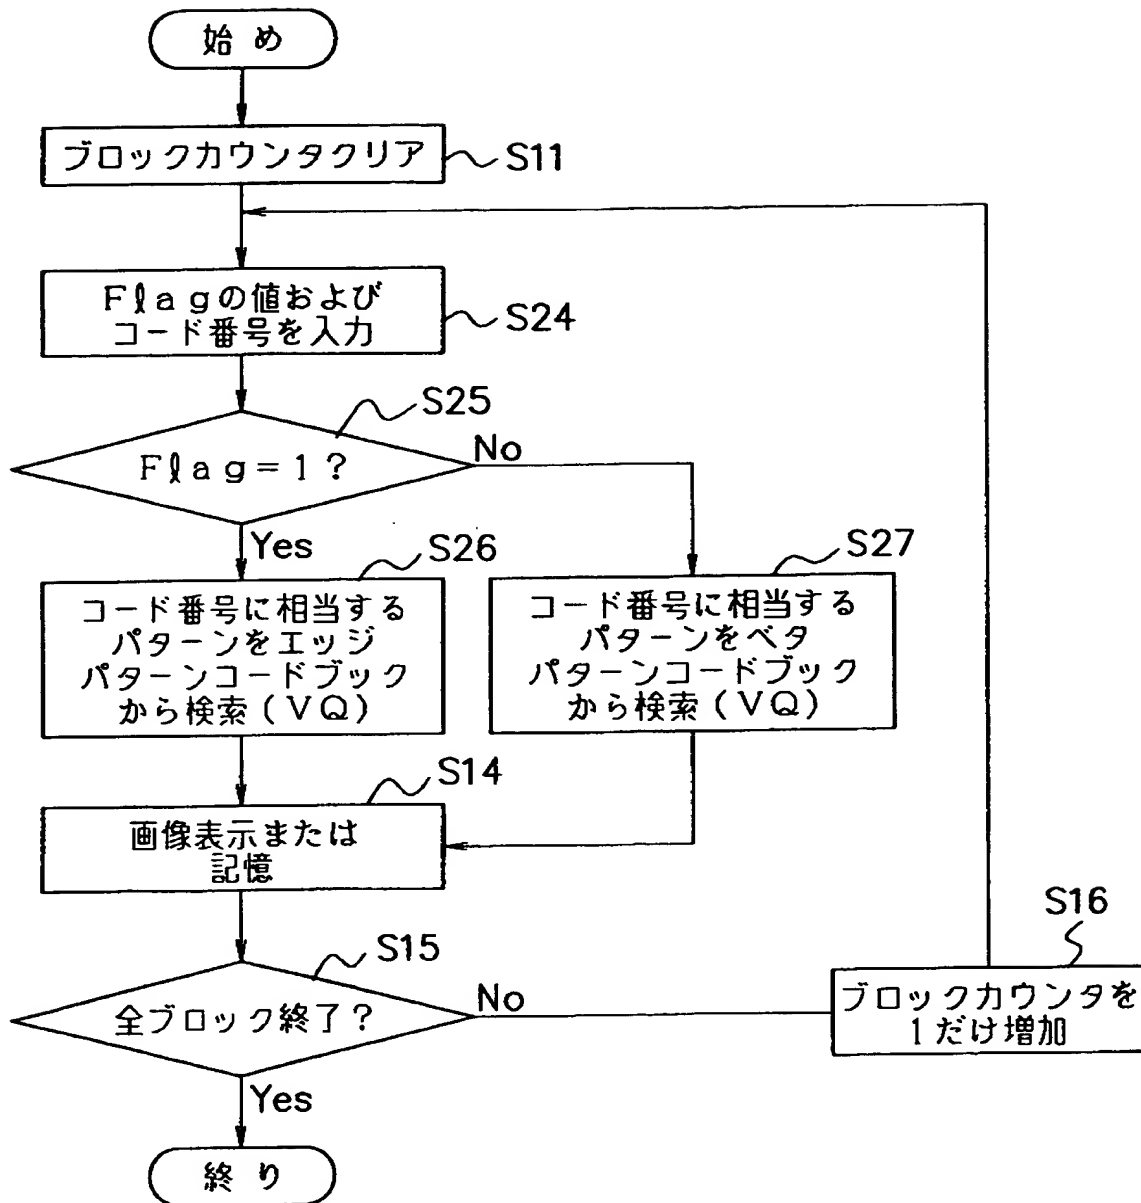 始め
ブロックカウンタクリア
S11
Flagの値および
コード番号を入力
S24
S25
Flag=1?
No
Yes
S26
コード番号に相当する
パターンをエッジ
パターンコードブック
から検索(VQ)
S27
コード番号に相当する
パターンをベタ
パターンコードブック
から検索(VQ)
S14
画像表示または
記憶
S15
全ブロック終了?
No
S16
ブロックカウンタを
1だけ増加
Yes
終り